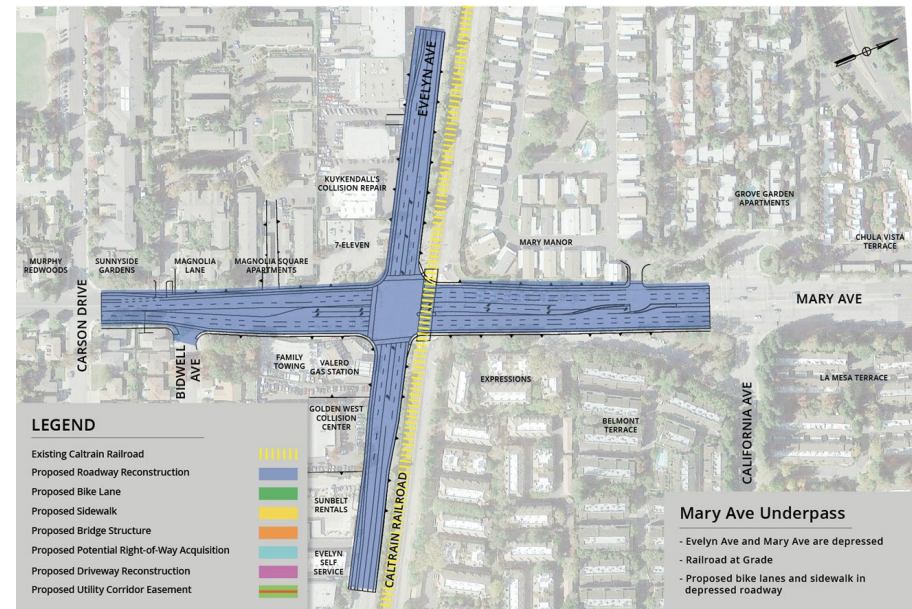 EVELYN AVE
KUYKENDALL'S
COLLISION REPAIR
GROVE GARDEN
APARTMENTS
7-ELEVEN
MARY MANOR
CHULA VISTA
TERRACE
MURPHY
REDWOODS
SUNNYSIDE
GARDENS
MAGNOLIA
LANE
MAGNOLIA SQUARE
APARTMENTS
MARY AVE
CARSON DRIVE
BIDWELL
AVE
FAMILY
TOWING
VALERO
GAS STATION
EXPRESSIONS
LA MESA TERRACE
GOLDEN WEST
COLLISION
CENTER
BELMONT
TERRACE
CALIFORNIA AVE
SUNBELT
RENTALS
CALTRAIN RAILROAD
EVELYN
SELF
SERVICE
LEGEND
Existing Caltrain Railroad
Proposed Roadway Reconstruction
Proposed Bike Lane
Proposed Sidewalk
Proposed Bridge Structure
Proposed Potential Right-of-Way Acquisition
Proposed Driveway Reconstruction
Proposed Utility Corridor Easement
Mary Ave Underpass
- Evelyn Ave and Mary Ave are depressed
- Railroad at Grade
- Proposed bike lanes and sidewalk in
depressed roadway